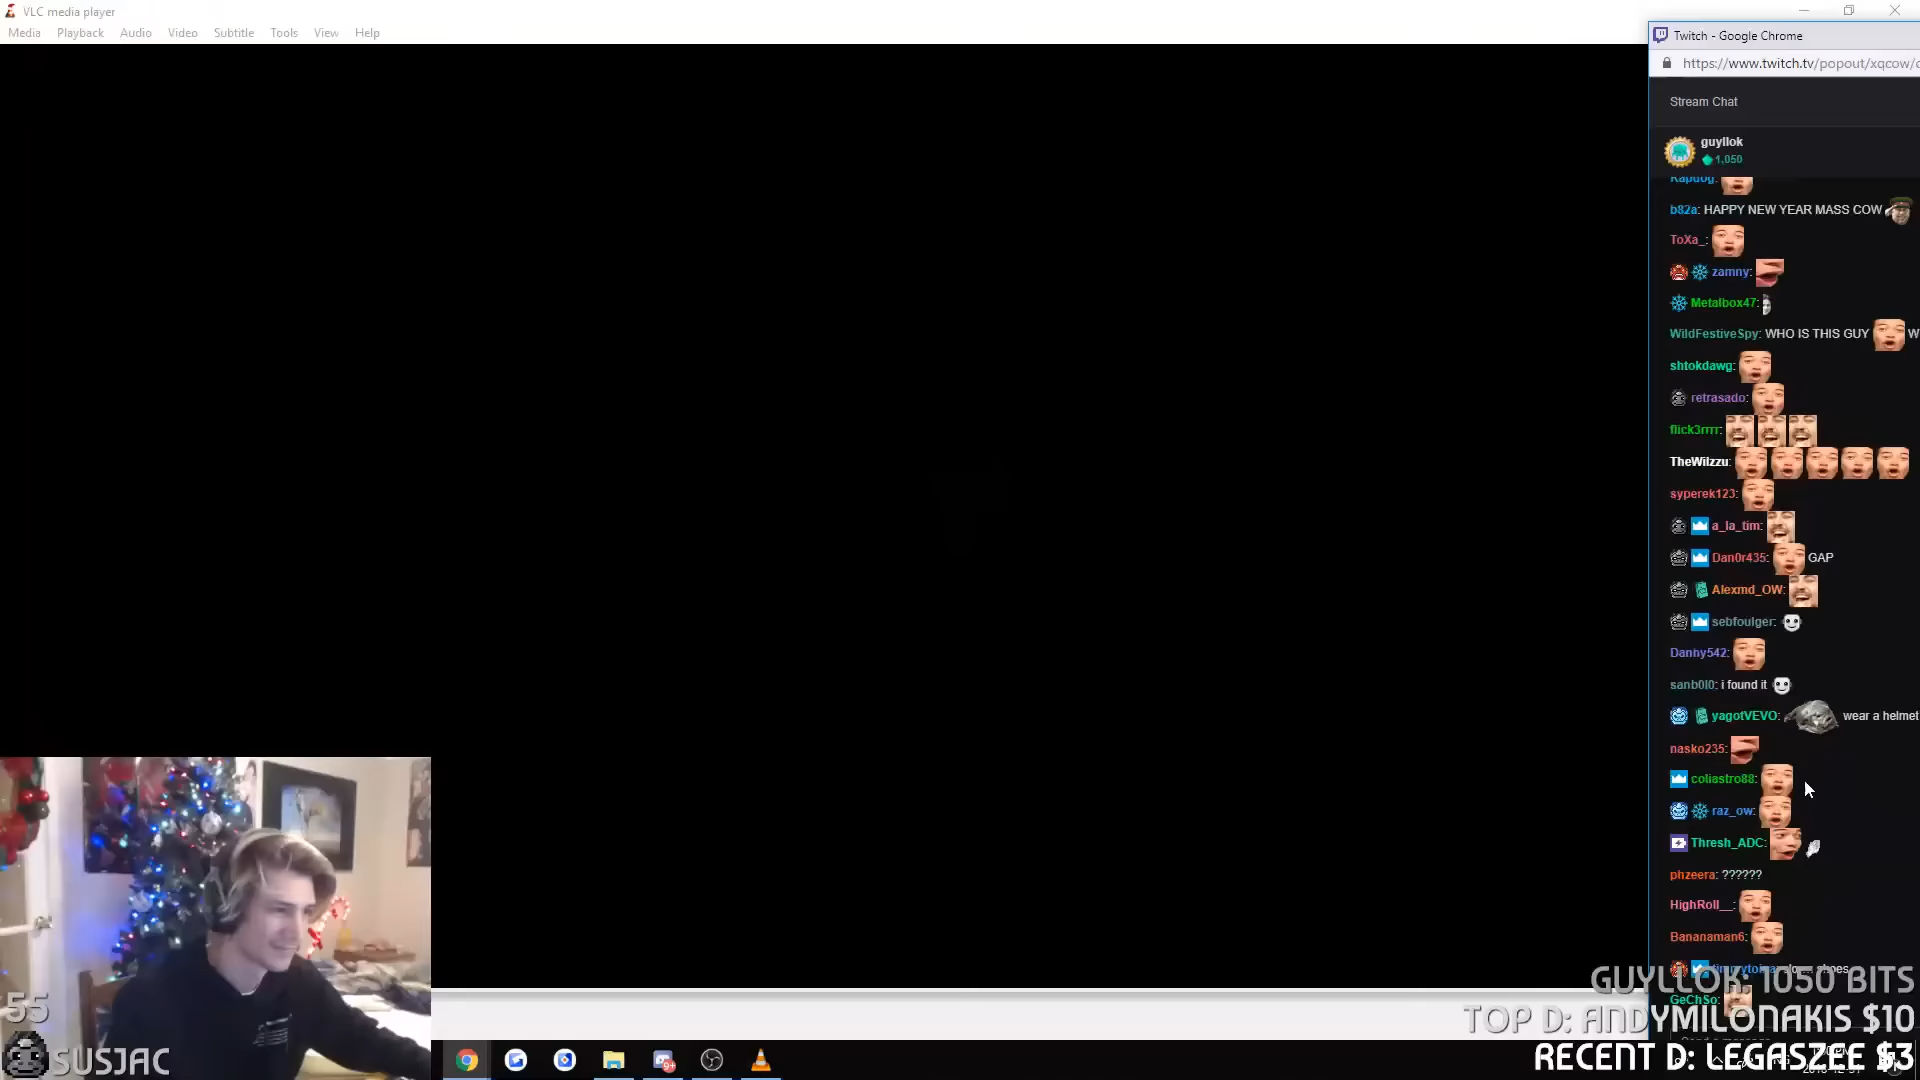 VLC media player
Media Playback Audio Video Subtitle Tools View Help
Twitch - Google Chrome
https://www.twitch.tv/popout/xqcow/c
Stream Chat
guyllok
1,050
Rapdog:
b82a: HAPPY NEW YEAR MASS COW
ToXa_:
zamny:
Metalbox47:
WildFestiveSpy: WHO IS THIS GUY W
shtokdawg:
retrasado:
flick3rrrr:
TheWilzzu:
syperek123:
a_la_tim:
Dan0r435: GAP
Alexmd_OW:
sebfoulger:
Danny542:
sanb0l0: i found it
yagotVEVO: wear a helmet
nasko235:
coliastro88:
raz_ow:
Thresh_ADC:
phzeera: ??????
HighRoll__:
Bananaman6:
GUYLLOK: 1050 BITS
GeChSo:
TOP D: ANDYMILONAKIS $10
RECENT D: LEGASZEE $3
55
SUSJAC